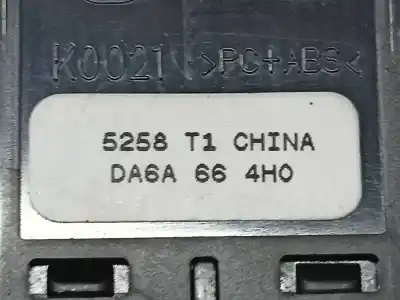 K0021 >PC+ABS<
5258 T1 CHINA
DA6A 66 4H0